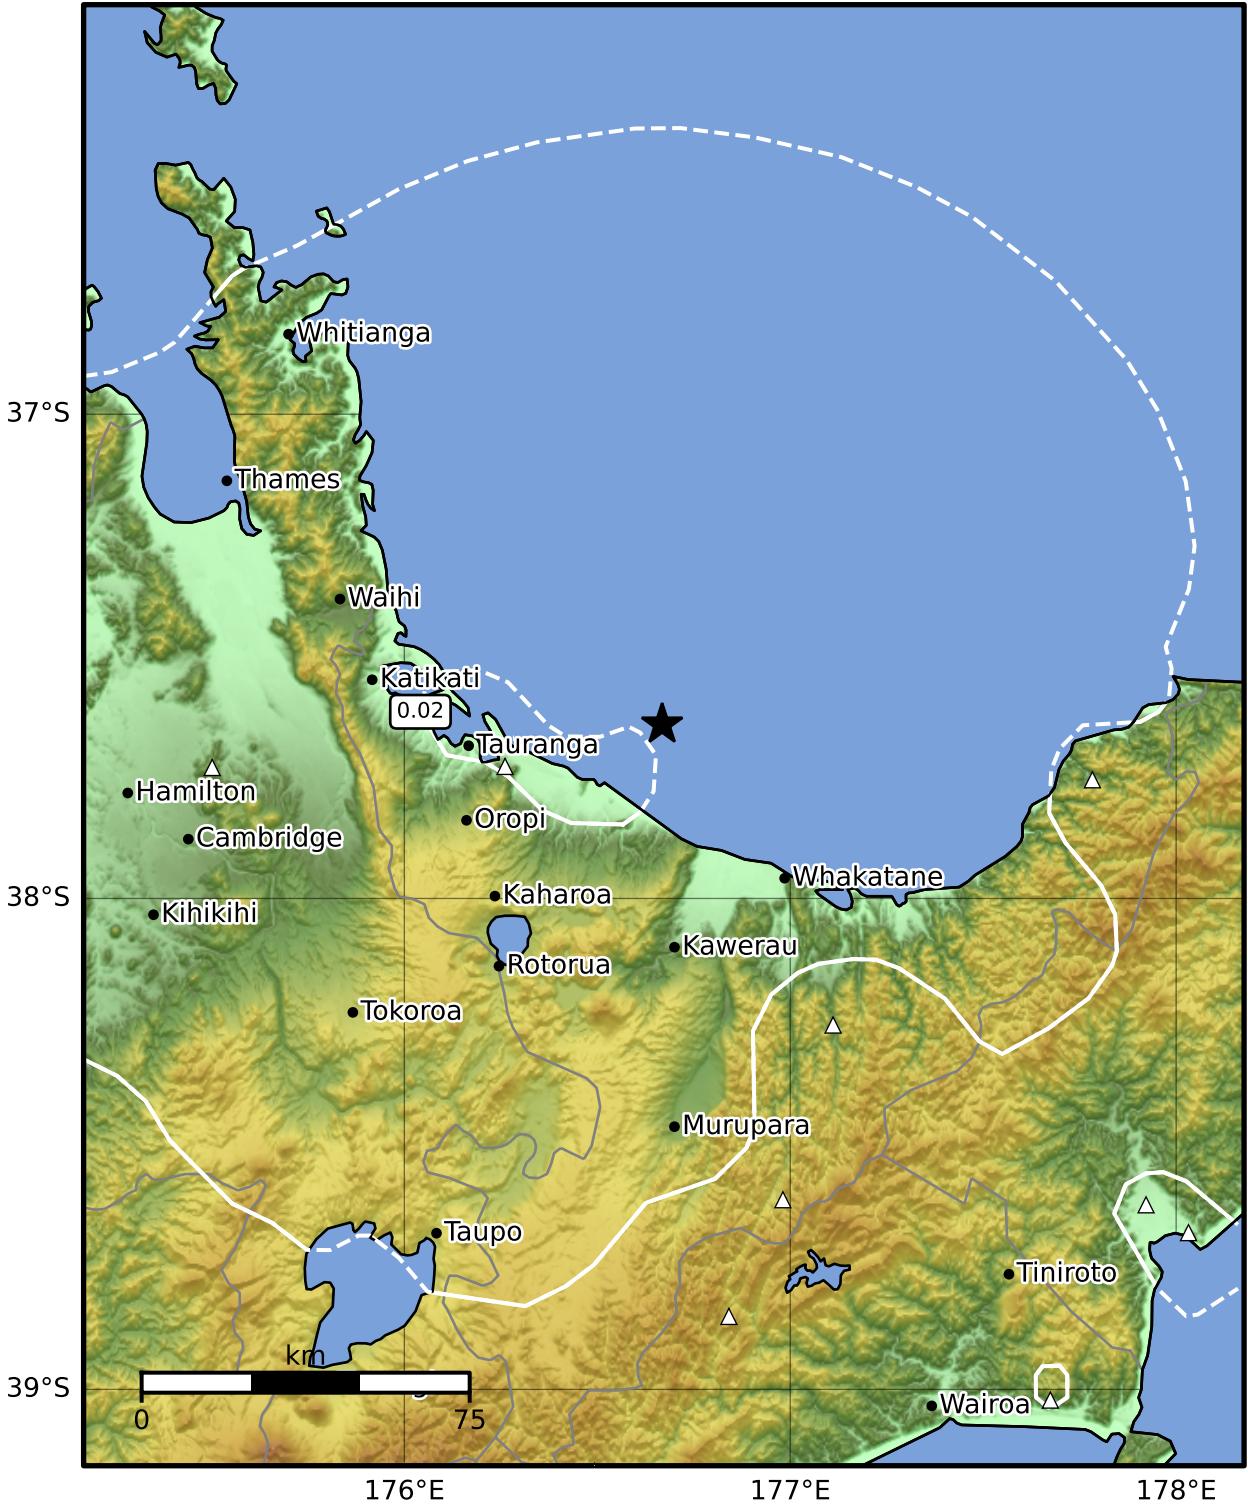 Whitianga
37°S
Thames
Waihi
Katikati
0.02
Tauranga
Hamilton
Oropi
Cambridge
Whakatane
38°S
Kaharoa
Kihikihi
Kawerau
Rotorua
Tokoroa
Murupara
Taupo
Tiniroto
km
39°S
Wairoa
0
75
176°E
177°E
178°E